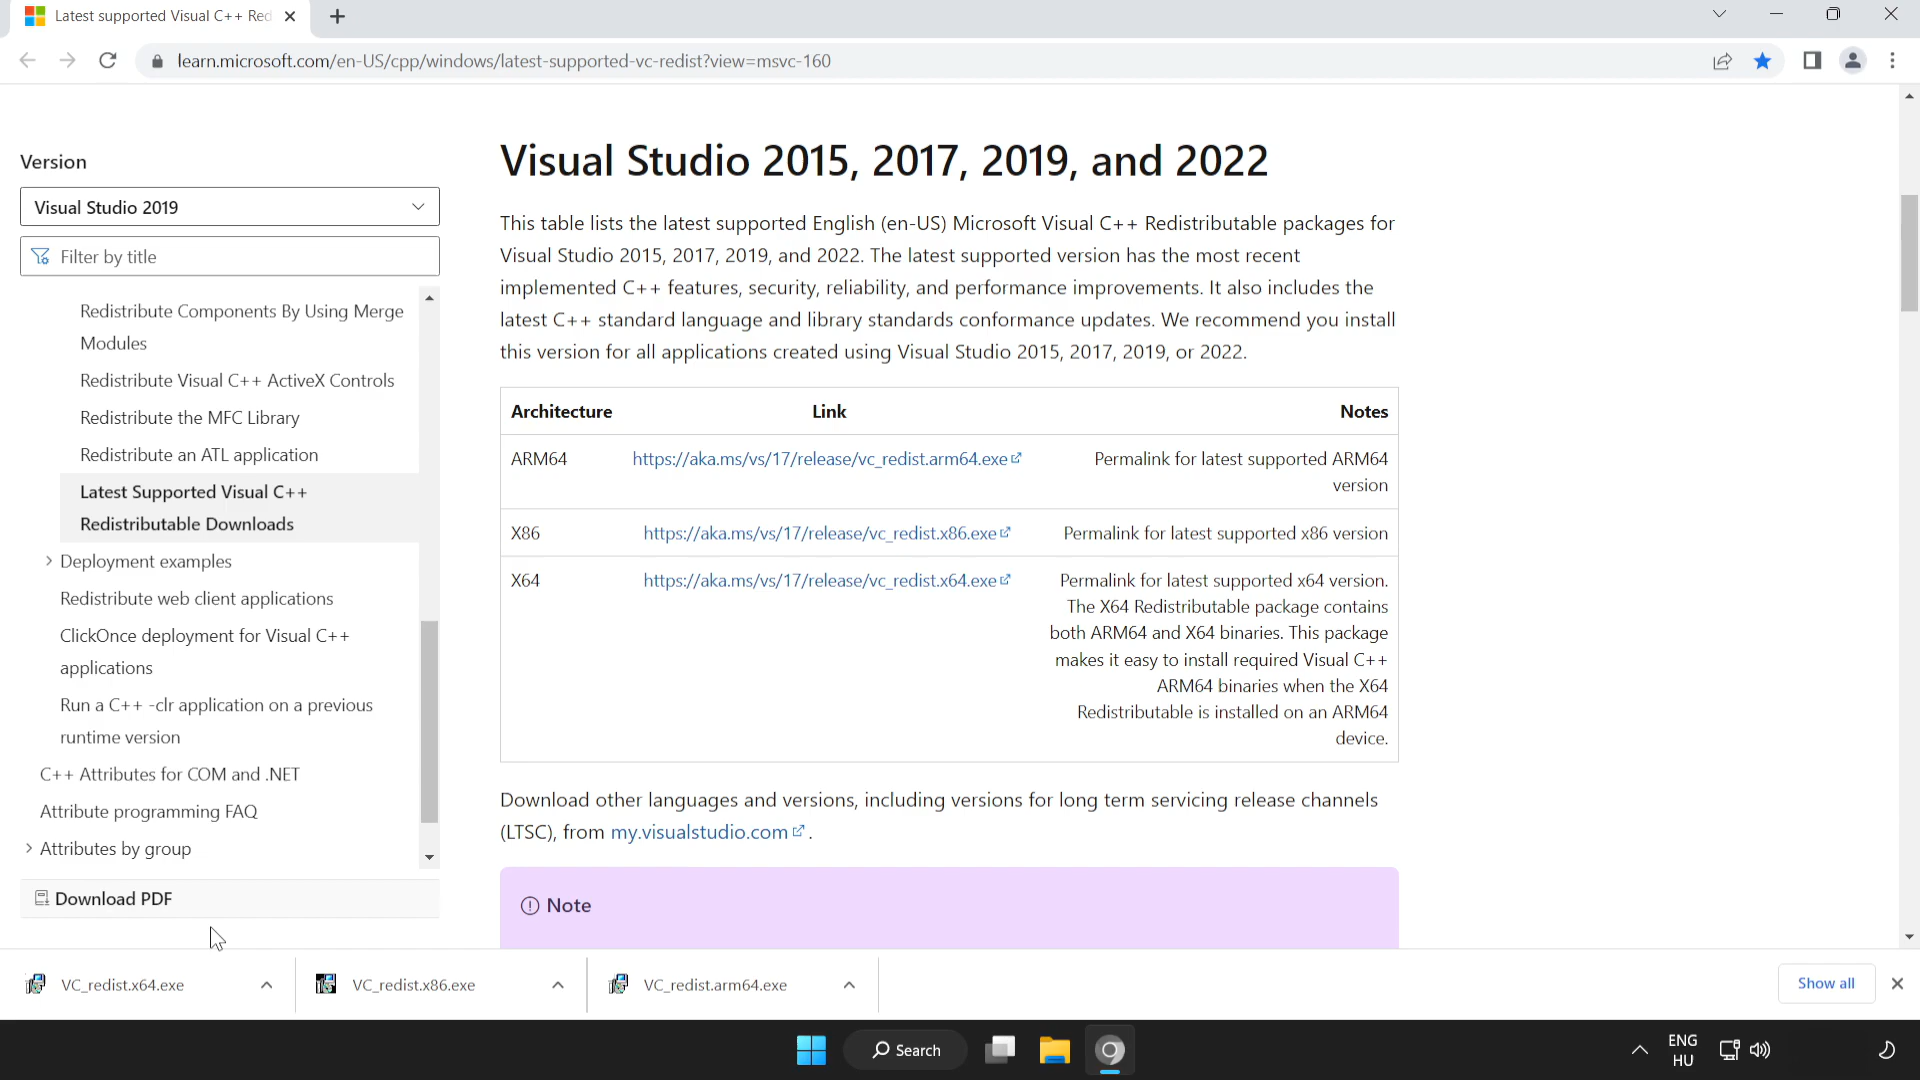 Latest supported Visual C++ Red
learn.microsoft.com/en-US/cpp/windows/latest-supported-vc-redist?view=msvc-160
Version
Visual Studio 2019
Filter by title
Redistribute Components By Using Merge
Modules
Redistribute Visual C++ ActiveX Controls
Redistribute the MFC Library
Redistribute an ATL application
Latest Supported Visual C++
Redistributable Downloads
Deployment examples
Redistribute web client applications
ClickOnce deployment for Visual C++
applications
Run a C++ -clr application on a previous
runtime version
C++ Attributes for COM and .NET
Attribute programming FAQ
Attributes by group
Download PDF
Visual Studio 2015, 2017, 2019, and 2022
This table lists the latest supported English (en-US) Microsoft Visual C++ Redistributable packages for
Visual Studio 2015, 2017, 2019, and 2022. The latest supported version has the most recent
implemented C++ features, security, reliability, and performance improvements. It also includes the
latest C++ standard language and library standards conformance updates. We recommend you install
this version for all applications created using Visual Studio 2015, 2017, 2019, or 2022.
Architecture Link Notes
ARM64 https://aka.ms/vs/17/release/vc_redist.arm64.exe Permalink for latest supported ARM64
version
X86 https://aka.ms/vs/17/release/vc_redist.x86.exe Permalink for latest supported x86 version
X64 https://aka.ms/vs/17/release/vc_redist.x64.exe Permalink for latest supported x64 version.
The X64 Redistributable package contains
both ARM64 and X64 binaries. This package
makes it easy to install required Visual C++
ARM64 binaries when the X64
Redistributable is installed on an ARM64
device.
Download other languages and versions, including versions for long term servicing release channels
(LTSC), from my.visualstudio.com .
Note
VC_redist.x64.exe VC_redist.x86.exe VC_redist.arm64.exe Show all
Search
ENG
HU